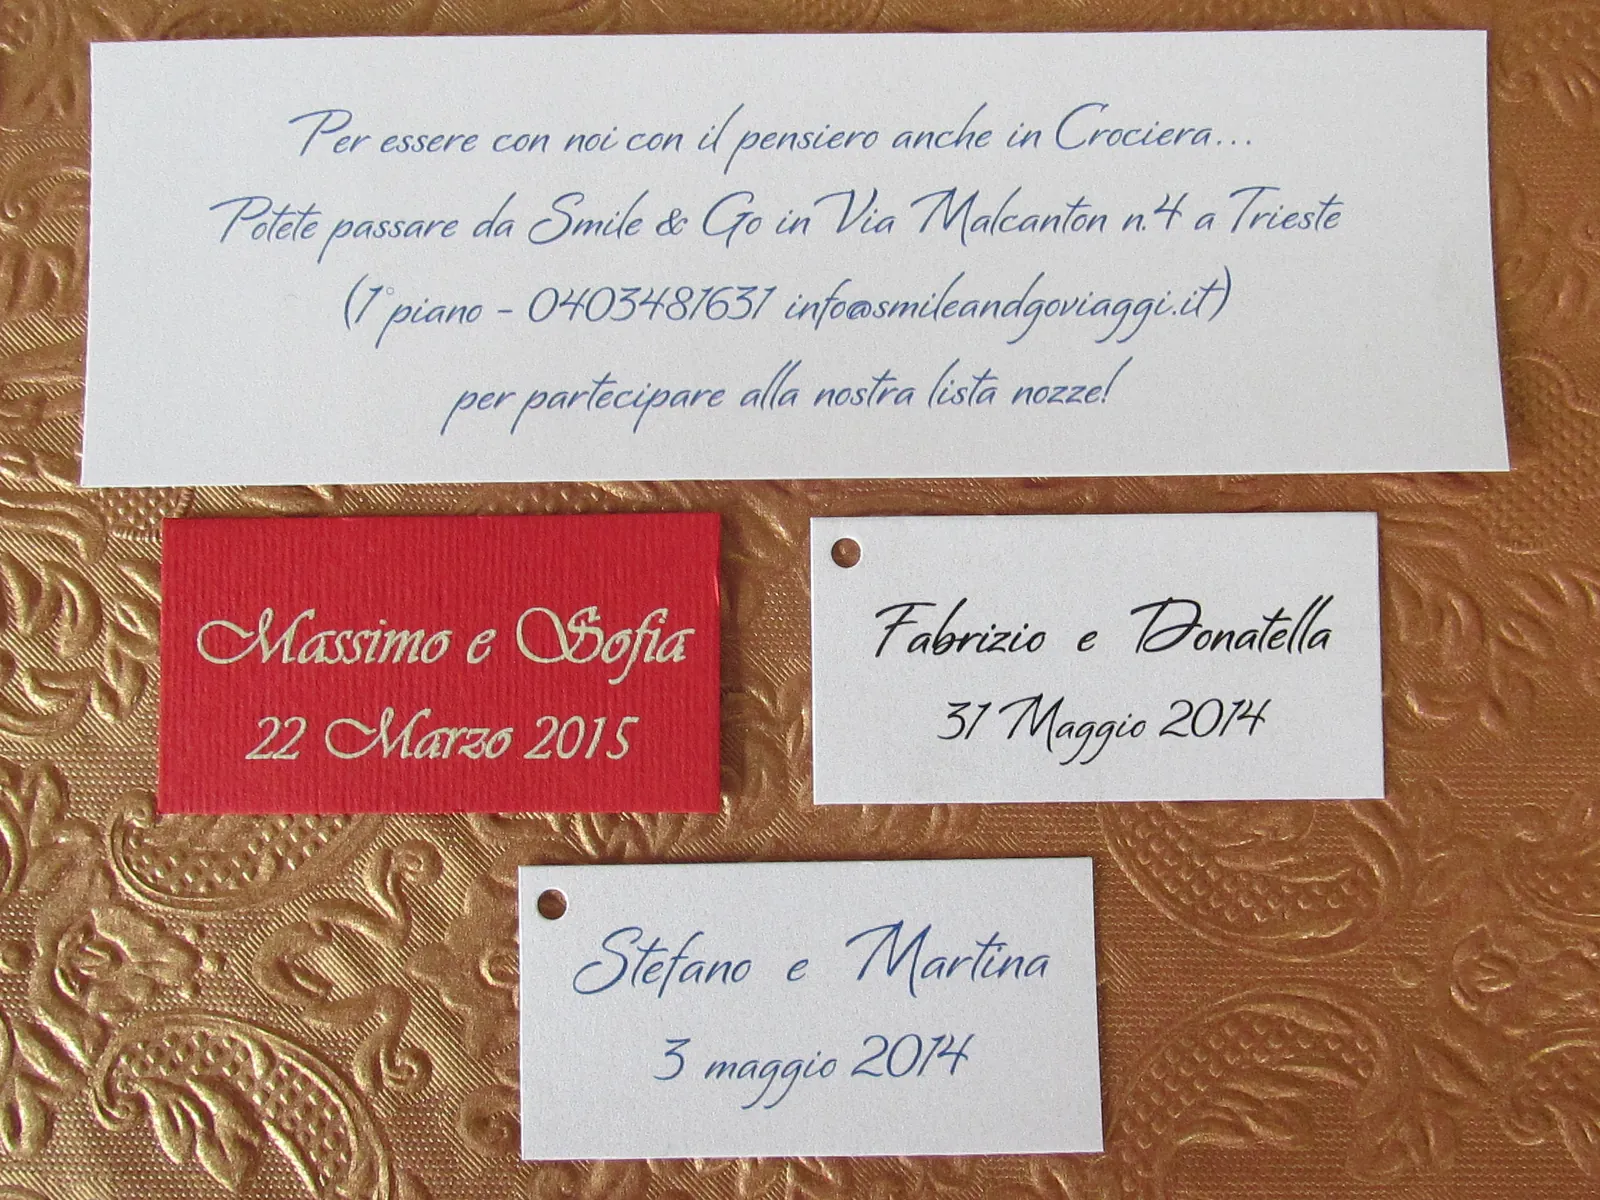 Per essere con noi con il pensiero anche in Crociera...
Potete passare da Smile & Go in Via Malcanton n.4 a Trieste
(1° piano - 0403481631 info@smileandgoviaggi.it)
per partecipare alla nostra lista nozze!
Massimo e Sofia
22 Marzo 2015
Fabrizio e Donatella
31 Maggio 2014
Stefano e Martina
3 maggio 2014